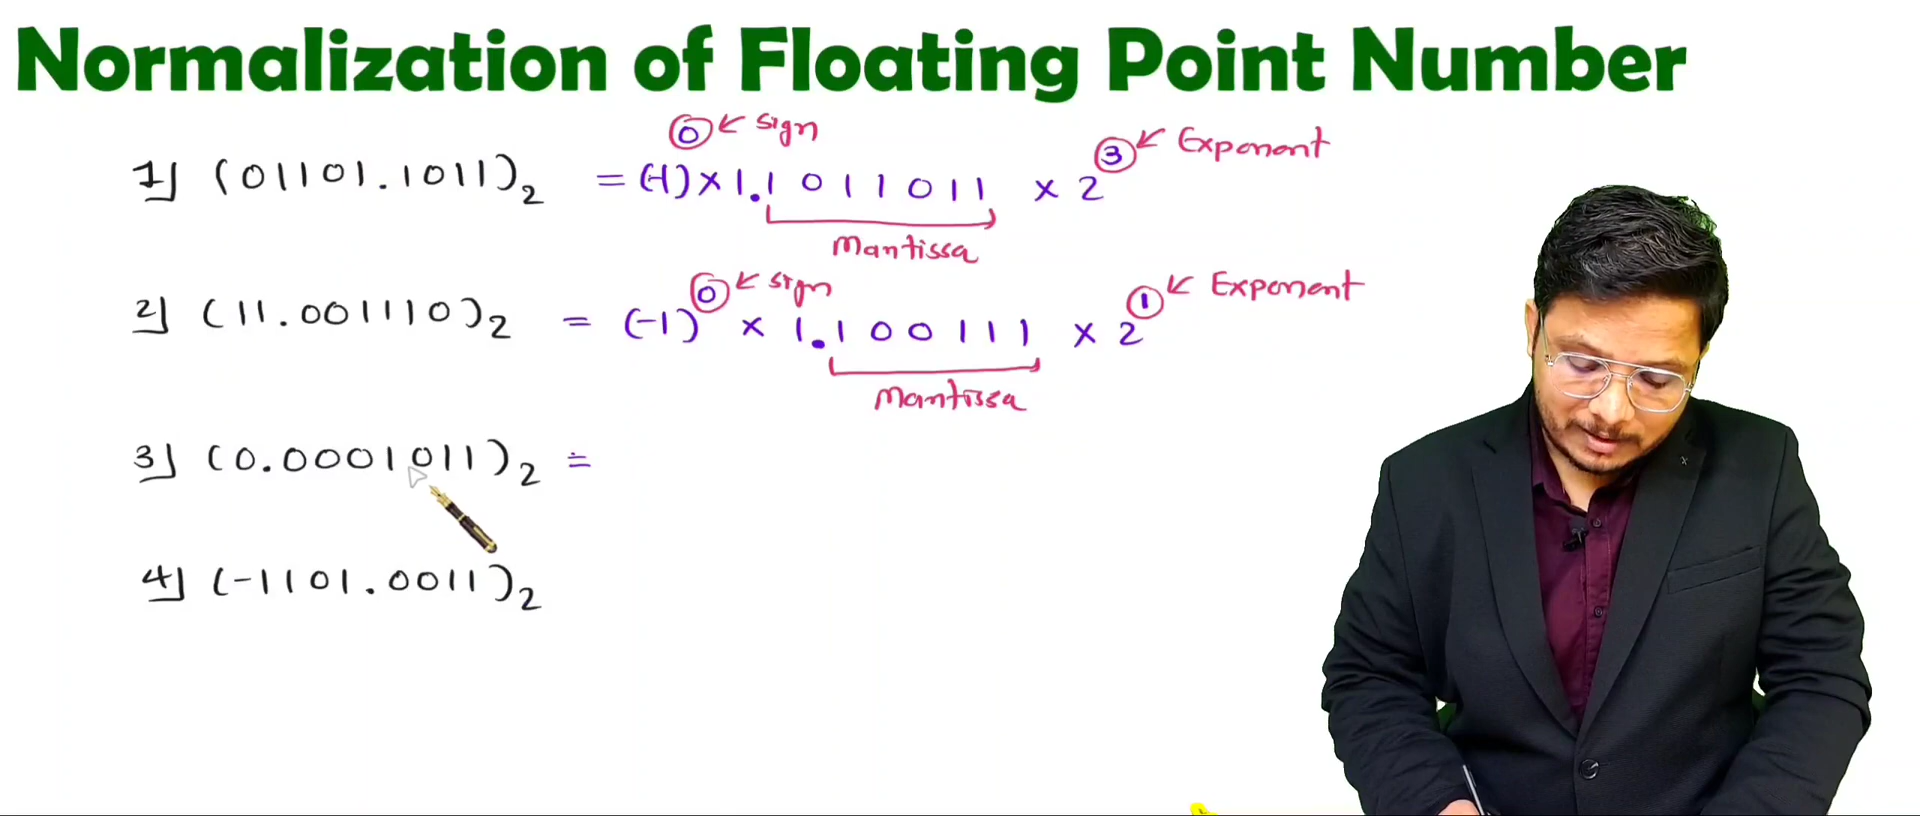 Normalization of Floating Point Number
0 ← Sign
3 ← Exponent
1] (01101.1011)2 = (-1) × 1.1011011 × 2
Mantissa
0 ← Sign
1 ← Exponent
2] (11.001110)2 = (-1) × 1.100111 × 2
Mantissa
3] (0.0001011)2 =
4] (-1101.0011)2